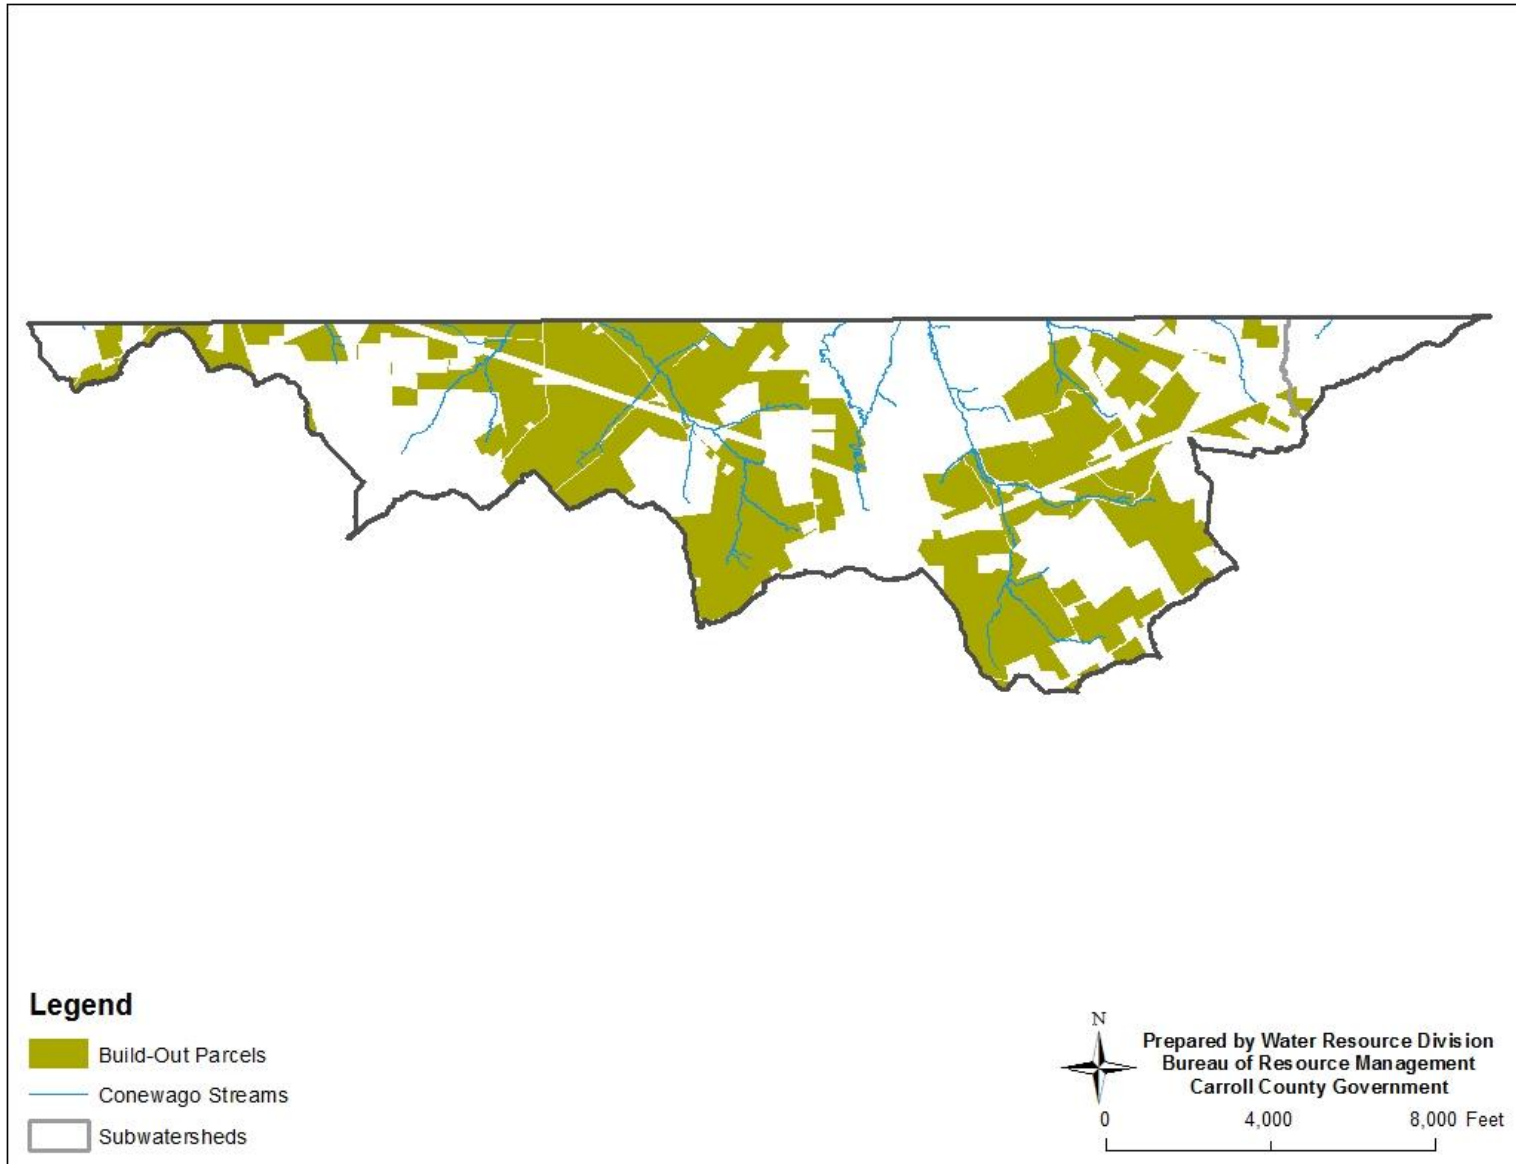 Legend
Build-Out Parcels
Conewago Streams
Subwatersheds
N
Prepared by Water Resource Division
Bureau of Resource Management
Carroll County Government
0 4,000 8,000 Feet